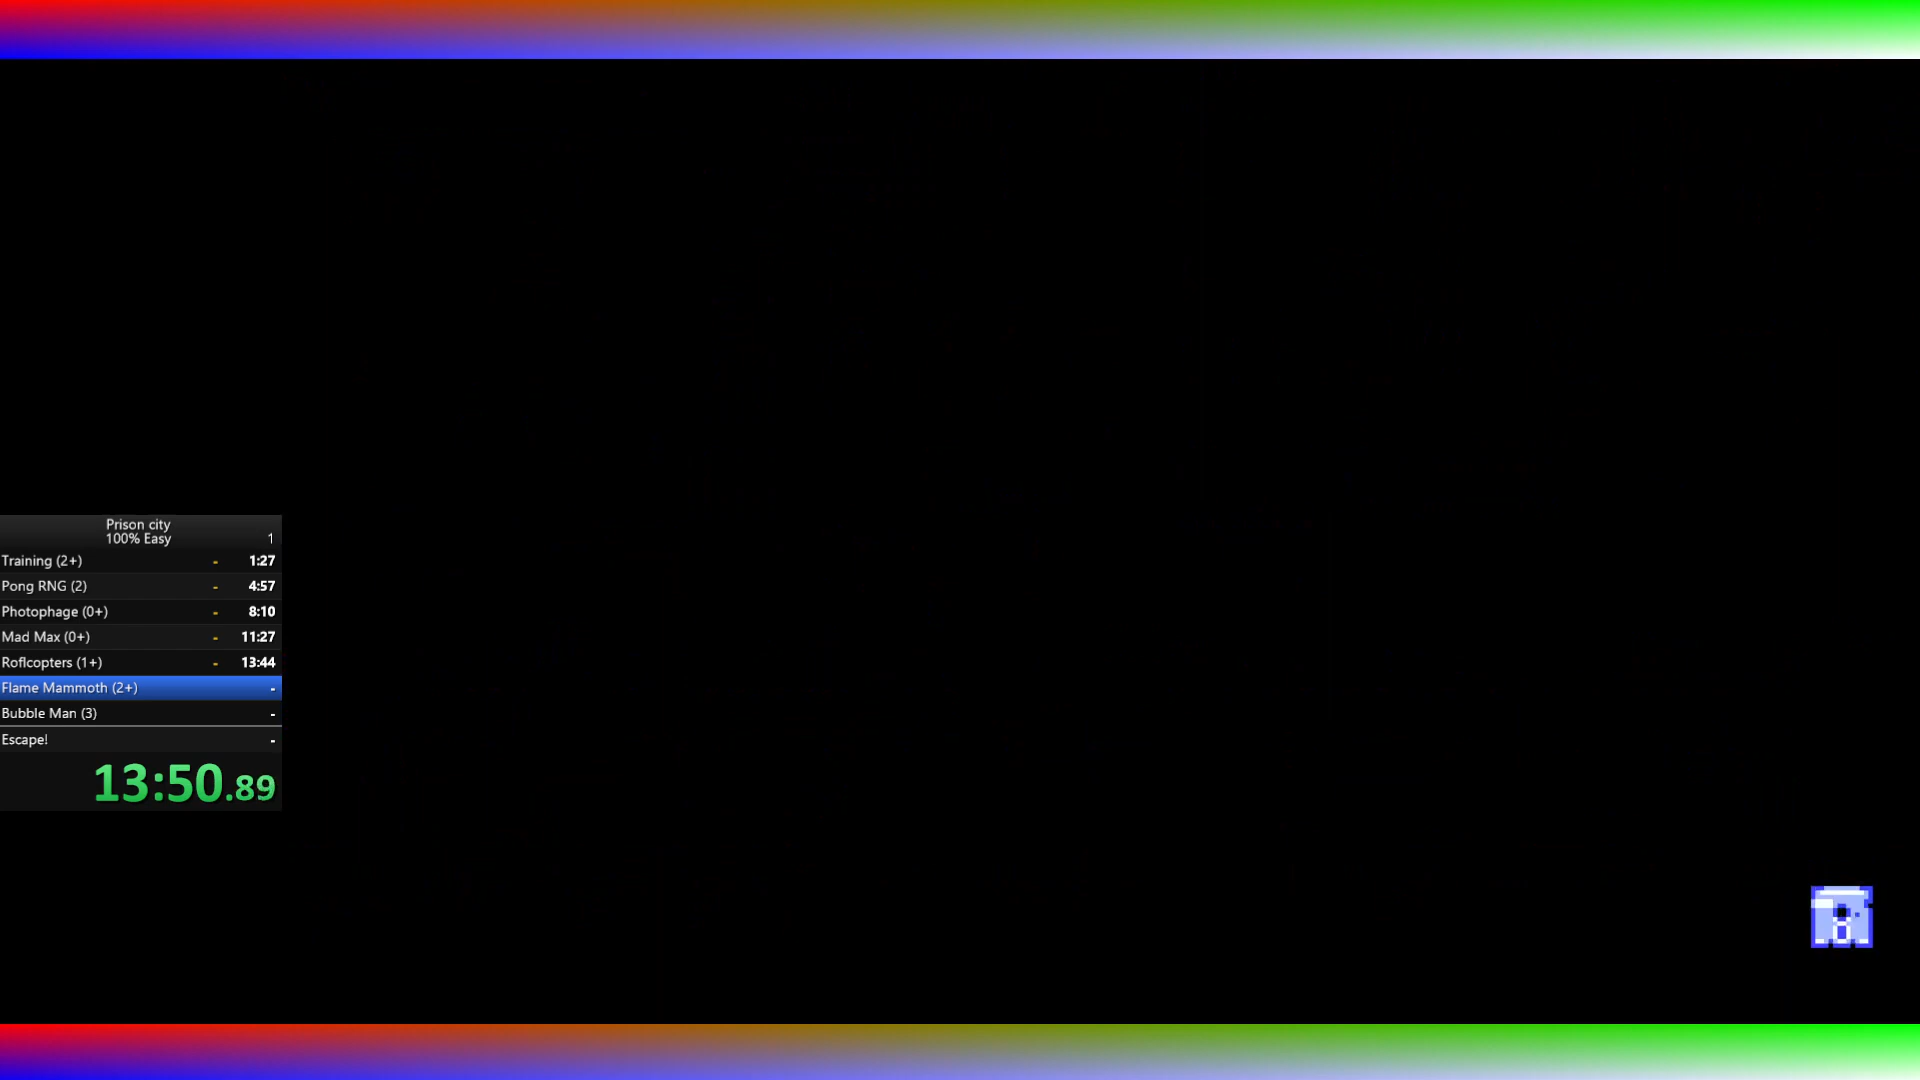 Prison city
100% Easy 1
Training (2+) - 1:27
Pong RNG (2) - 4:57
Photophage (0+) - 8:10
Mad Max (0+) - 11:27
Roflcopters (1+) - 13:44
Flame Mammoth (2+) -
Bubble Man (3) -
Escape! -
13:50.89